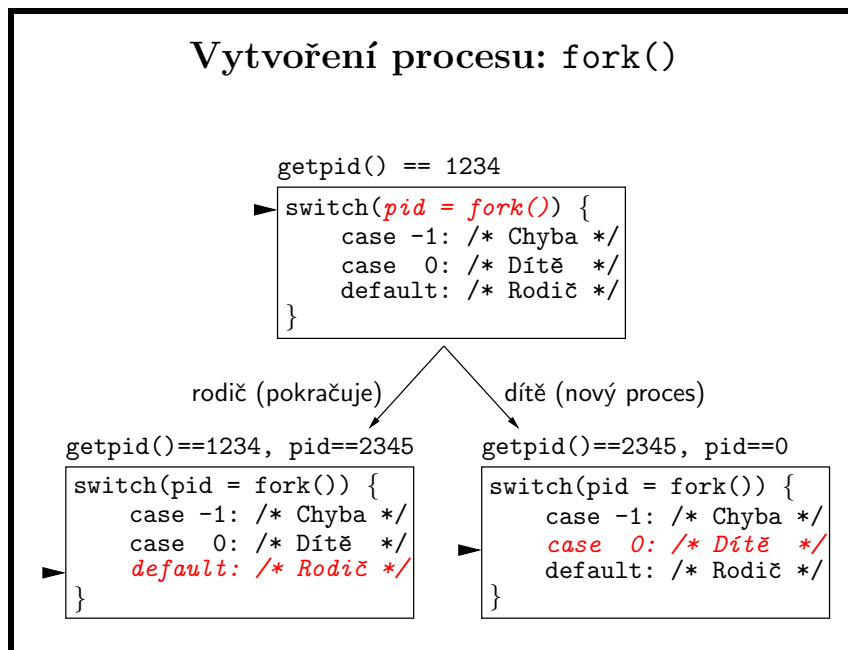 Vytvoření procesu: fork()
getpid() == 1234
switch(pid = fork()) {
    case -1: /* Chyba */
    case  0: /* Dítě  */
    default: /* Rodič */
}
rodič (pokračuje)
dítě (nový proces)
getpid()==1234, pid==2345
switch(pid = fork()) {
    case -1: /* Chyba */
    case  0: /* Dítě  */
    default: /* Rodič */
}
getpid()==2345, pid==0
switch(pid = fork()) {
    case -1: /* Chyba */
    case  0: /* Dítě  */
    default: /* Rodič */
}